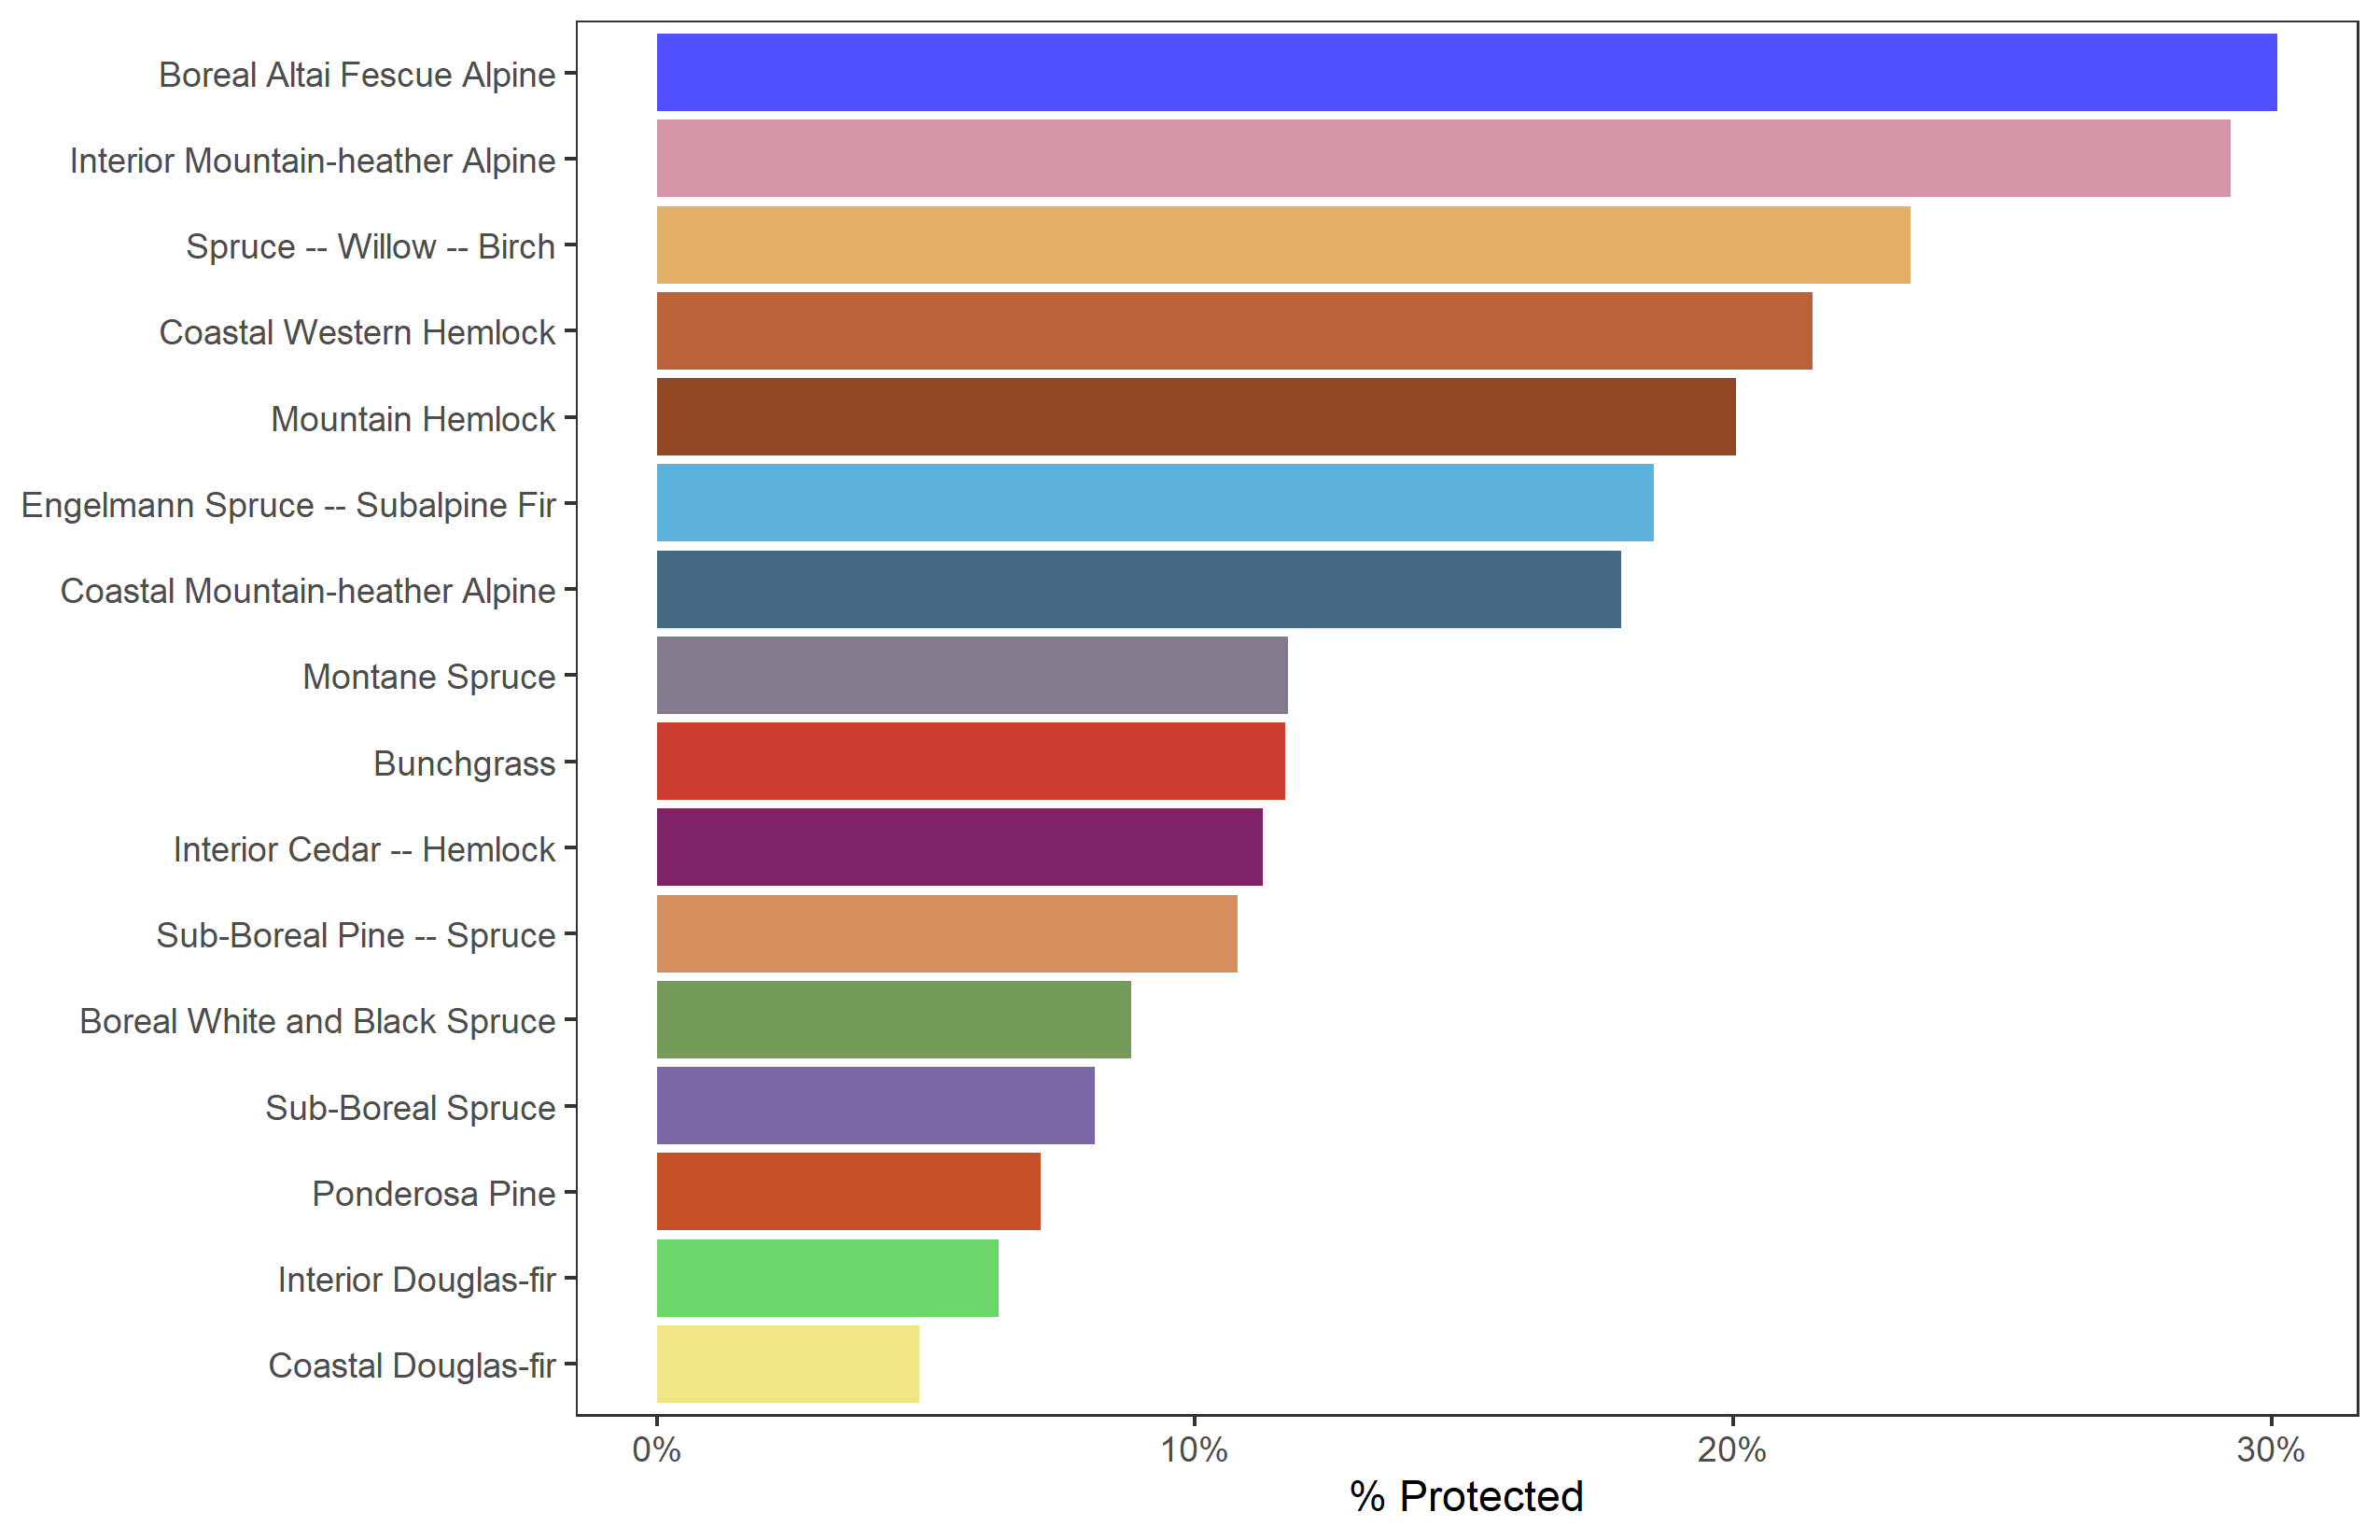 Boreal Altai Fescue Alpine
Interior Mountain-heather Alpine
Spruce -- Willow -- Birch
Coastal Western Hemlock
Mountain Hemlock
Engelmann Spruce -- Subalpine Fir
Coastal Mountain-heather Alpine
Montane Spruce
Bunchgrass
Interior Cedar -- Hemlock
Sub-Boreal Pine -- Spruce
Boreal White and Black Spruce
Sub-Boreal Spruce
Ponderosa Pine
Interior Douglas-fir
Coastal Douglas-fir
0% 10% 20% 30%
% Protected